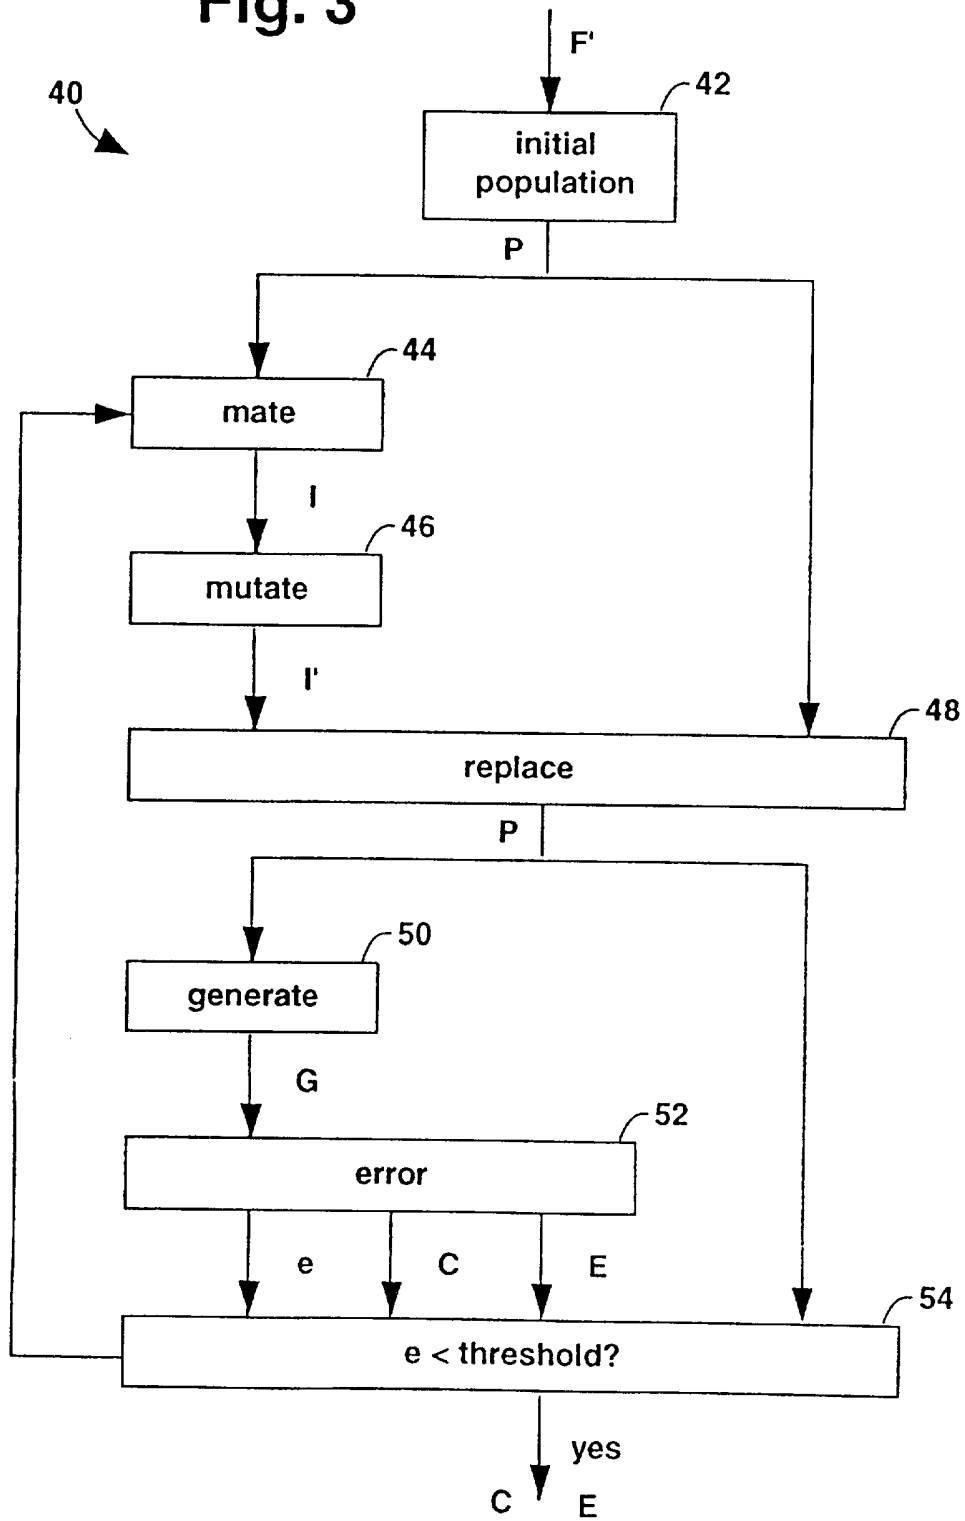 Fig. 3
F'
40
42
initial
population
P
44
mate
I
46
mutate
I'
48
replace
P
50
generate
G
52
error
e C E
54
e < threshold?
yes
C E